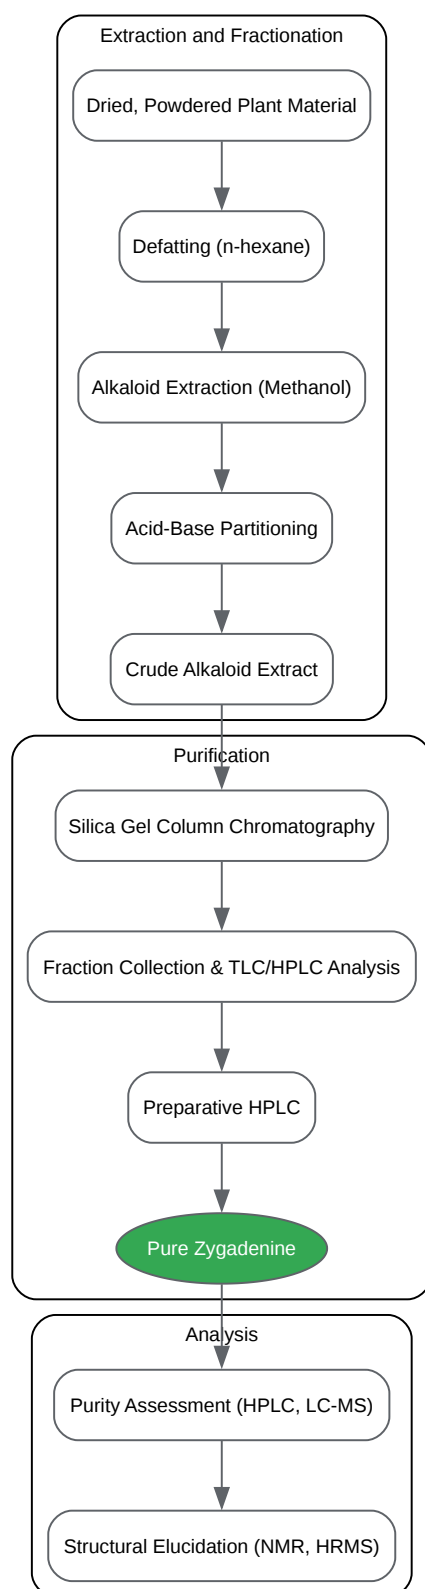 Extraction and Fractionation
Dried, Powdered Plant Material
Defatting (n-hexane)
Alkaloid Extraction (Methanol)
Acid-Base Partitioning
Crude Alkaloid Extract
Purification
Silica Gel Column Chromatography
Fraction Collection & TLC/HPLC Analysis
Preparative HPLC
Pure Zygadenine
Analysis
Purity Assessment (HPLC, LC-MS)
Structural Elucidation (NMR, HRMS)